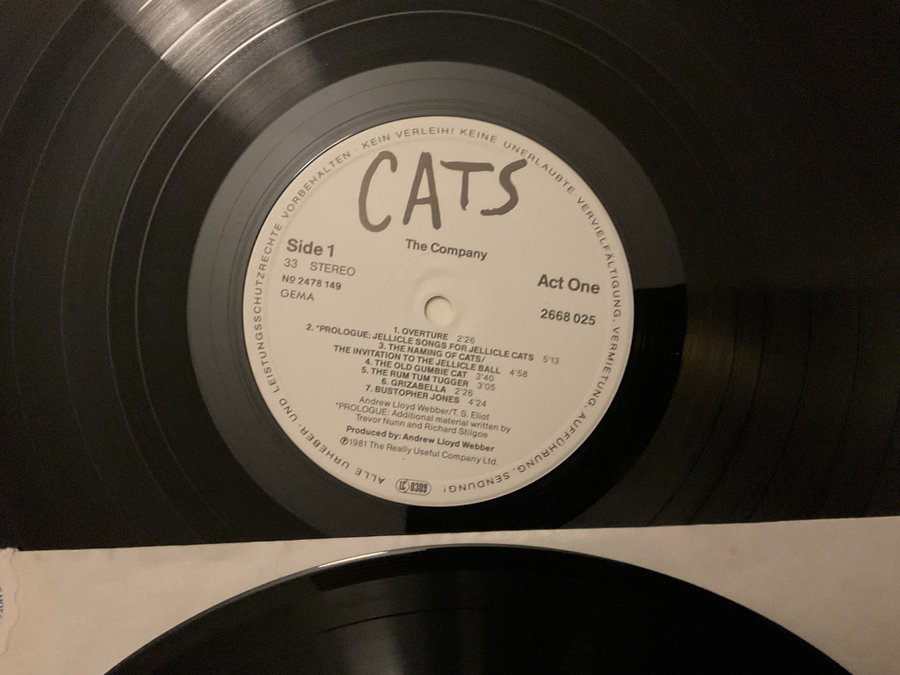 ALLE URHEBER- UND LEISTUNGSSCHUTZRECHTE VORBEHALTEN · KEIN VERLEIH! KEINE UNERLAUBTE VERVIELFÄLTIGUNG, VERMIETUNG, AUFFÜHRUNG, SENDUNG!
CATS
The Company
Side 1
33 STEREO
Nº 2478 149
GEMA
Act One
2668 025
1. OVERTURE 2'26
2. *PROLOGUE: JELLICLE SONGS FOR JELLICLE CATS 5'13
3. THE NAMING OF CATS/
THE INVITATION TO THE JELLICLE BALL 4'58
4. THE OLD GUMBIE CAT 3'40
5. THE RUM TUM TUGGER 3'05
6. GRIZABELLA 2'26
7. BUSTOPHER JONES 4'24
Andrew Lloyd Webber/T. S. Eliot
*PROLOGUE: Additional material written by
Trevor Nunn and Richard Stilgoe
Produced by: Andrew Lloyd Webber
Ⓟ1981 The Really Useful Company Ltd.
LC 0309